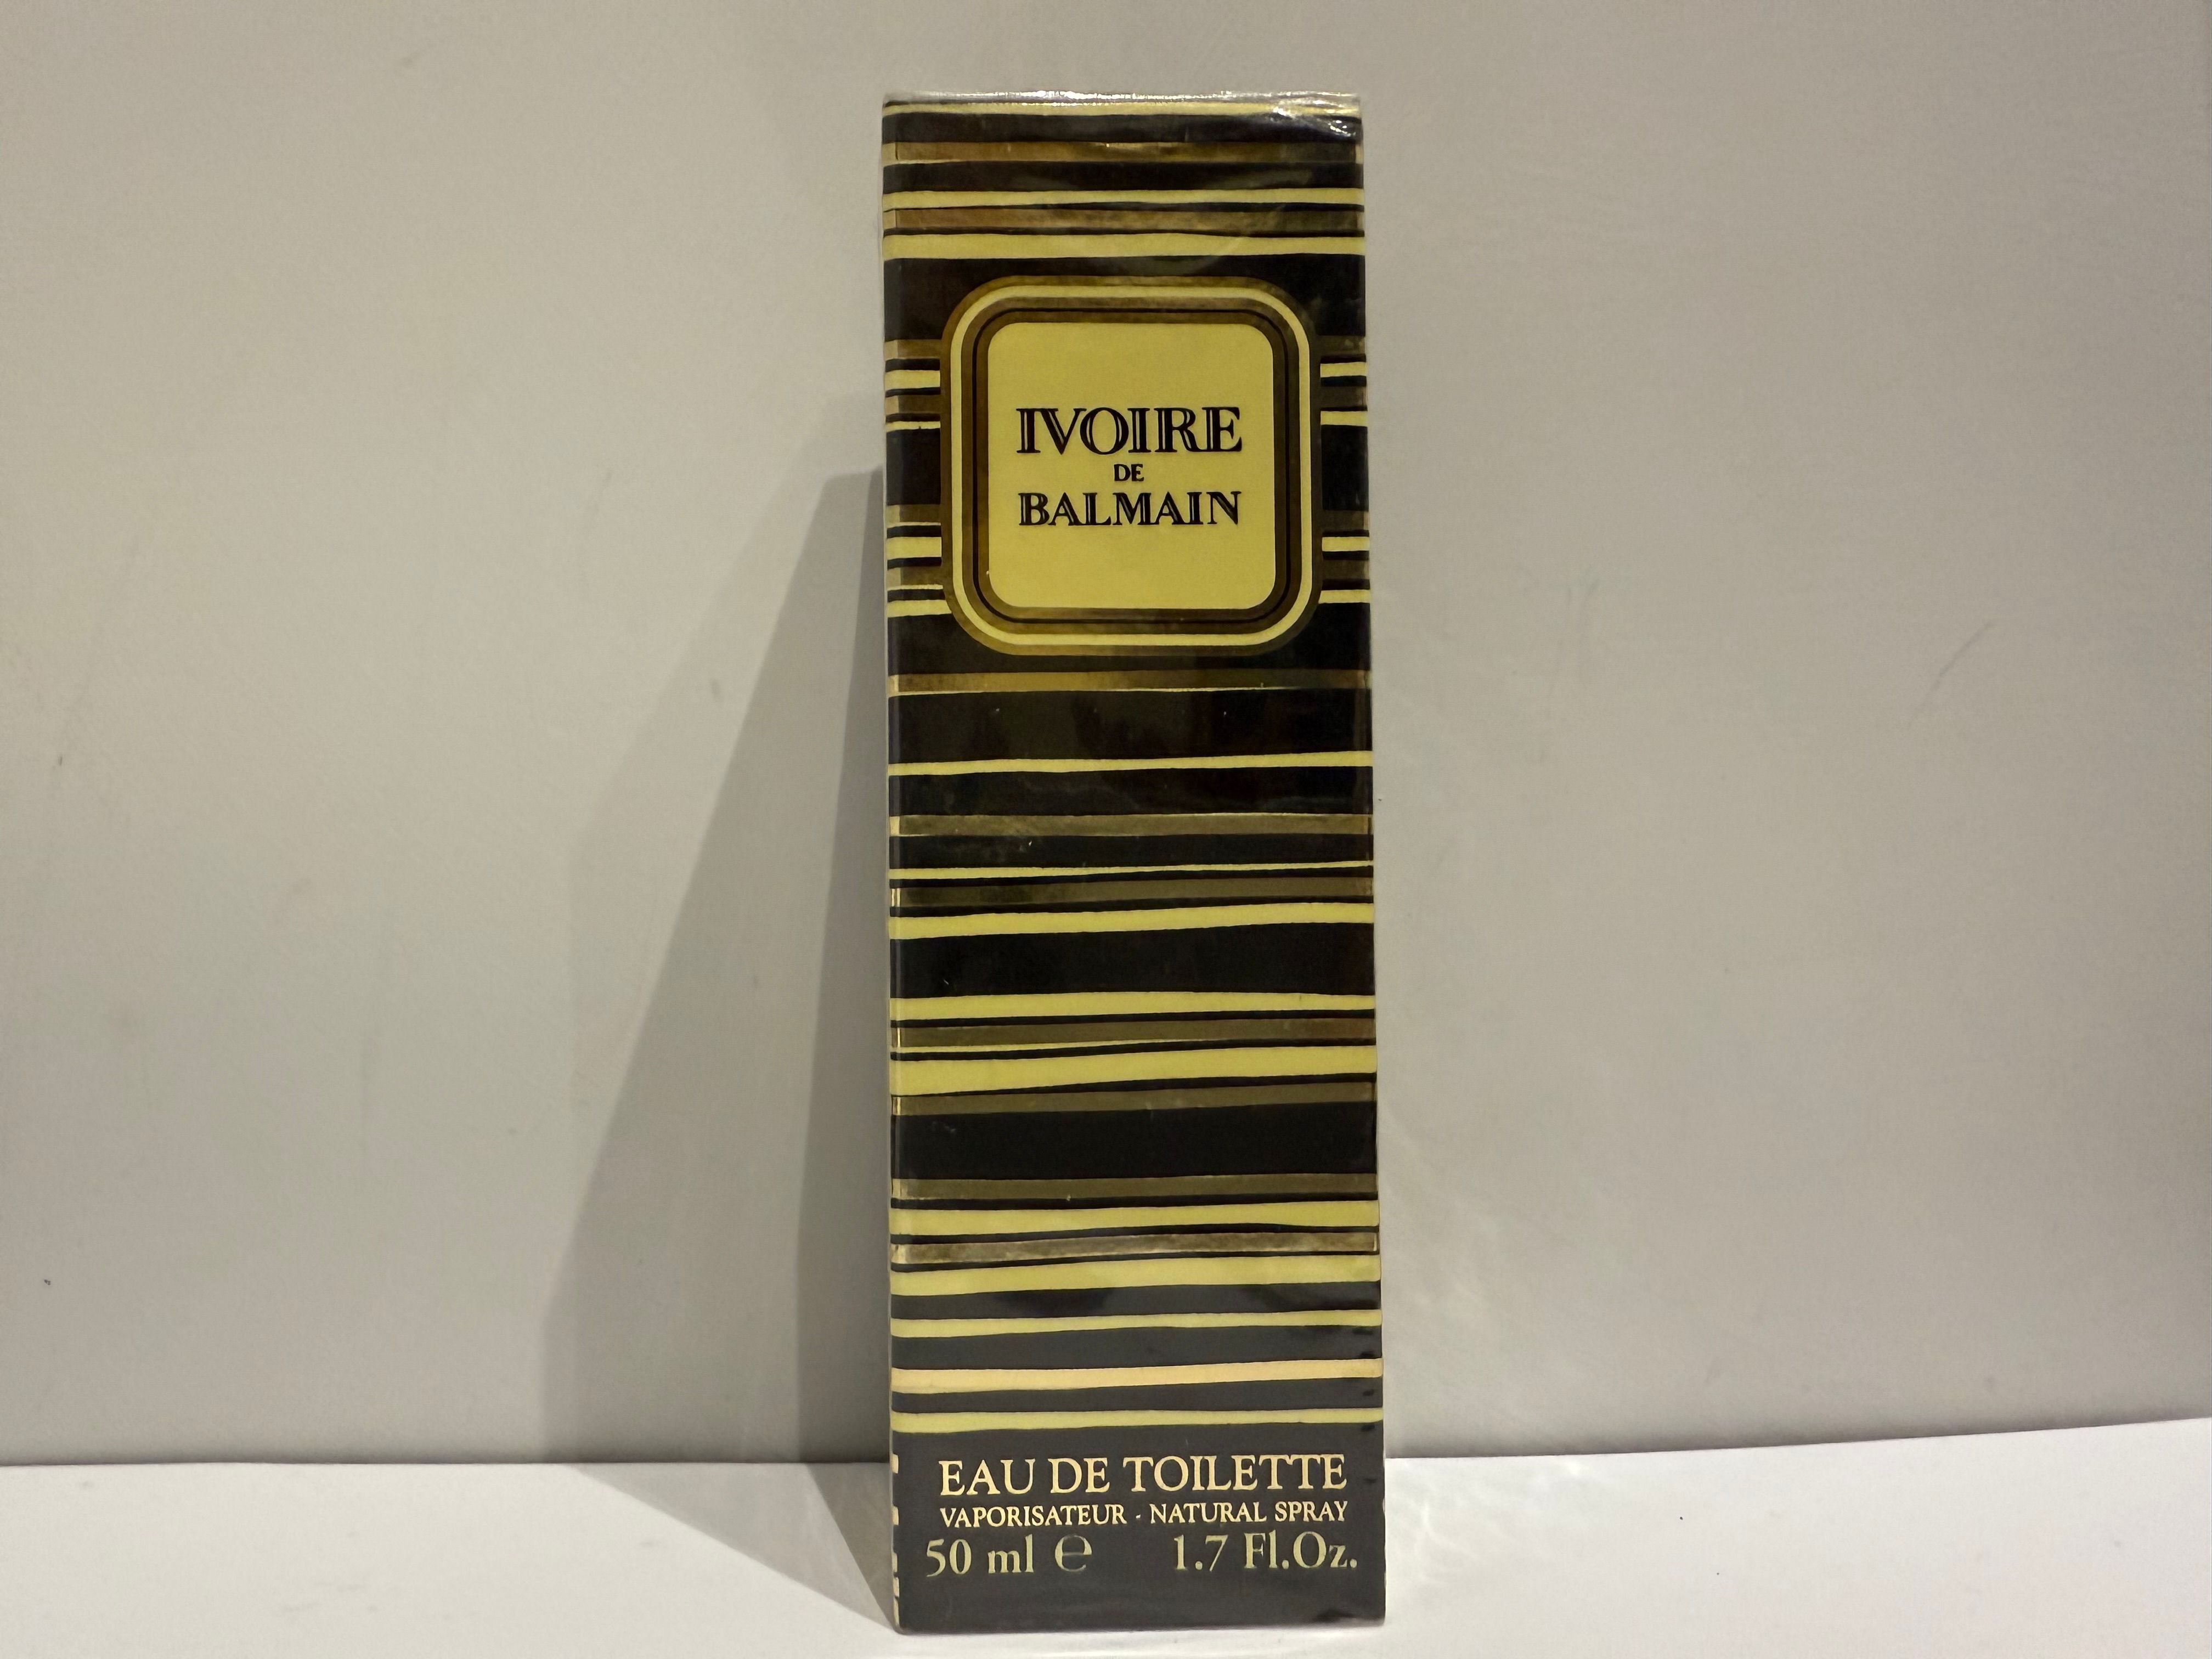 IVOIRE
DE
BALMAIN
EAU DE TOILETTE
VAPORISATEUR · NATURAL SPRAY
50 ml ℮ 1.7 Fl.Oz.